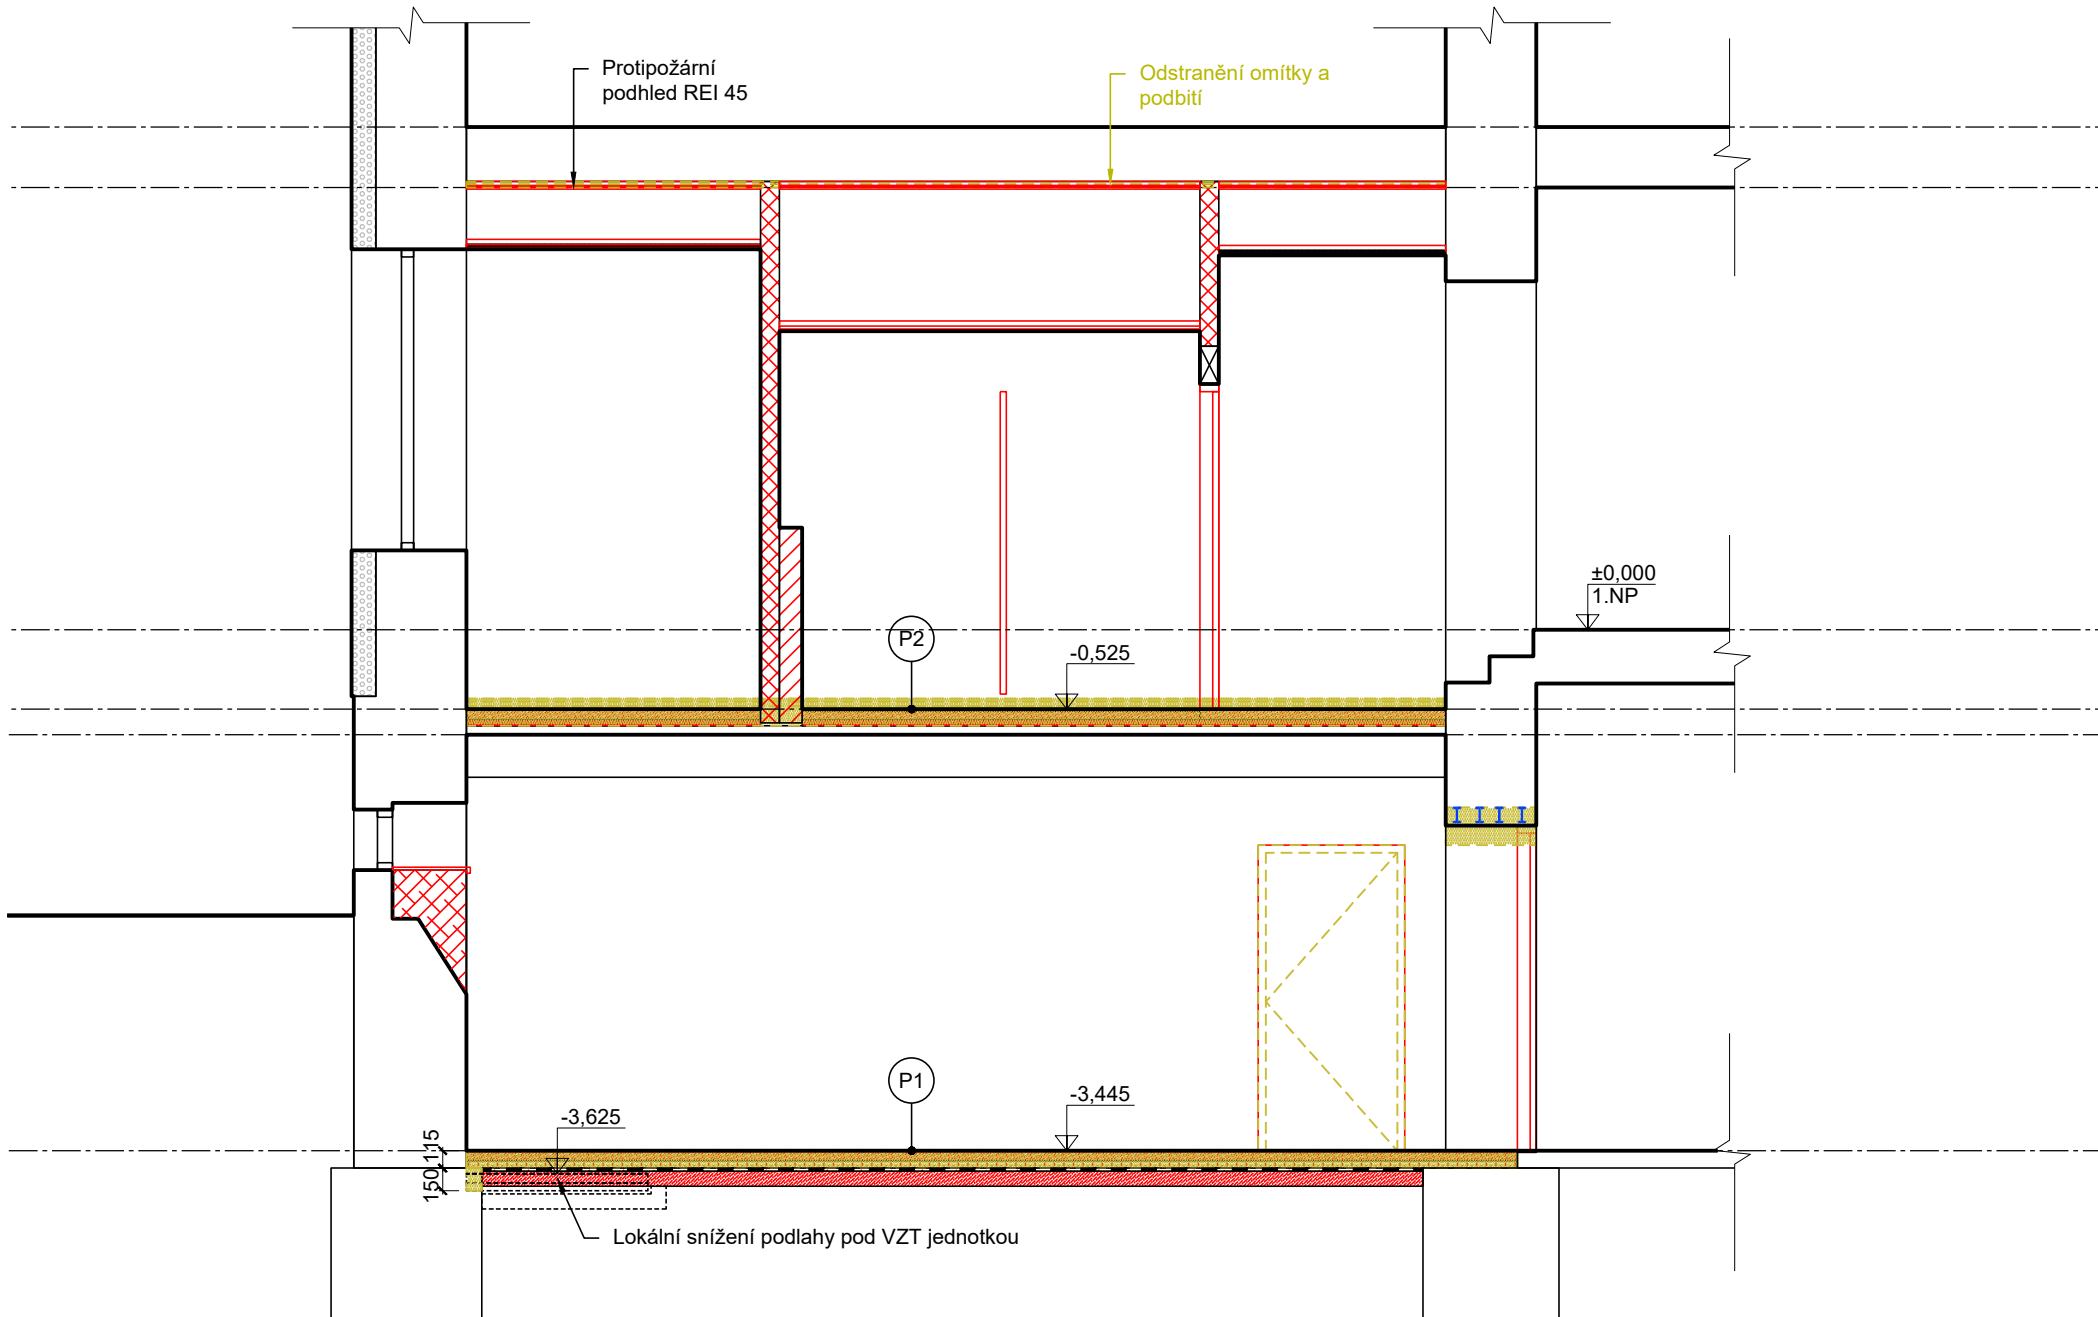 Protipožární
podhled REI 45
Odstranění omítky a
podbití
±0,000
1.NP
P2
-0,525
P1
-3,445
-3,625
115
150
Lokální snížení podlahy pod VZT jednotkou